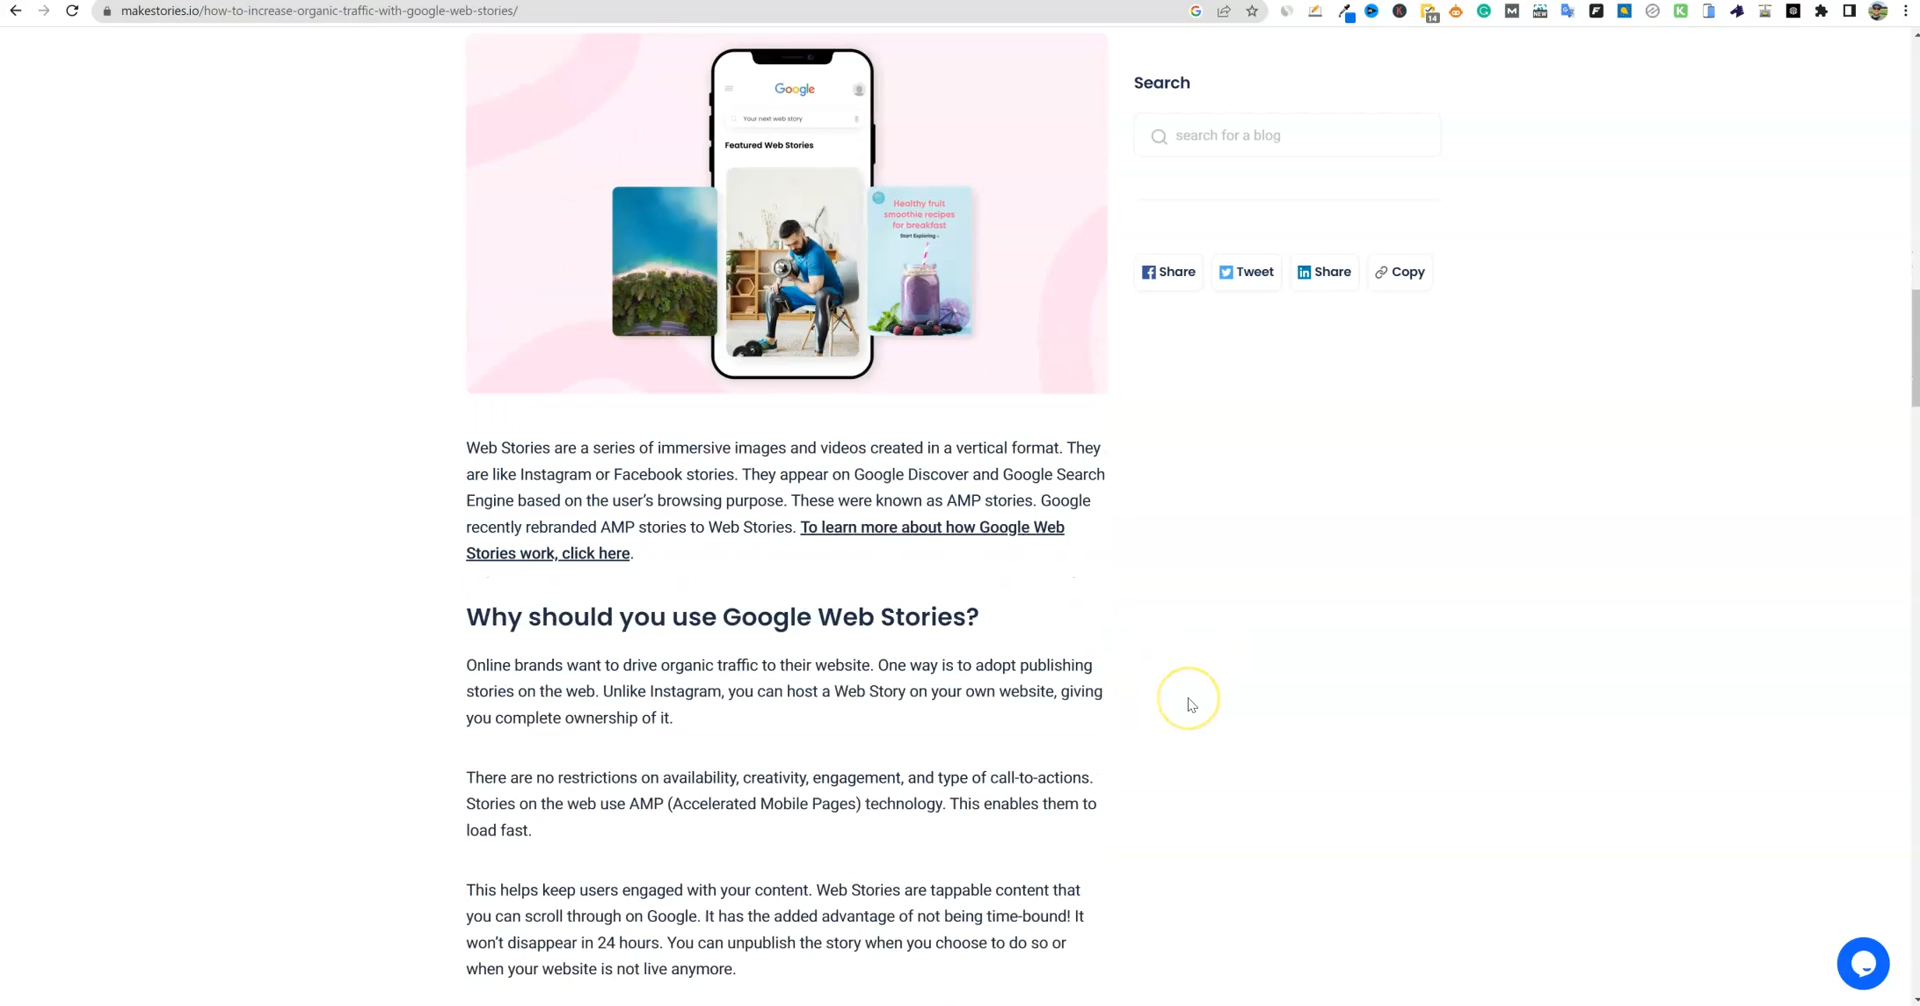 makestories.io/how-to-increase-organic-traffic-with-google-web-stories/
14
NEW
Google
Your next web story
Featured Web Stories
Healthy fruit
smoothie recipes
for breakfast
Start Exploring
Search
search for a blog
Share
Tweet
Share
Copy
Web Stories are a series of immersive images and videos created in a vertical format. They
are like Instagram or Facebook stories. They appear on Google Discover and Google Search
Engine based on the user's browsing purpose. These were known as AMP stories. Google
recently rebranded AMP stories to Web Stories. To learn more about how Google Web
Stories work, click here.
Why should you use Google Web Stories?
Online brands want to drive organic traffic to their website. One way is to adopt publishing
stories on the web. Unlike Instagram, you can host a Web Story on your own website, giving
you complete ownership of it.
There are no restrictions on availability, creativity, engagement, and type of call-to-actions.
Stories on the web use AMP (Accelerated Mobile Pages) technology. This enables them to
load fast.
This helps keep users engaged with your content. Web Stories are tappable content that
you can scroll through on Google. It has the added advantage of not being time-bound! It
won't disappear in 24 hours. You can unpublish the story when you choose to do so or
when your website is not live anymore.